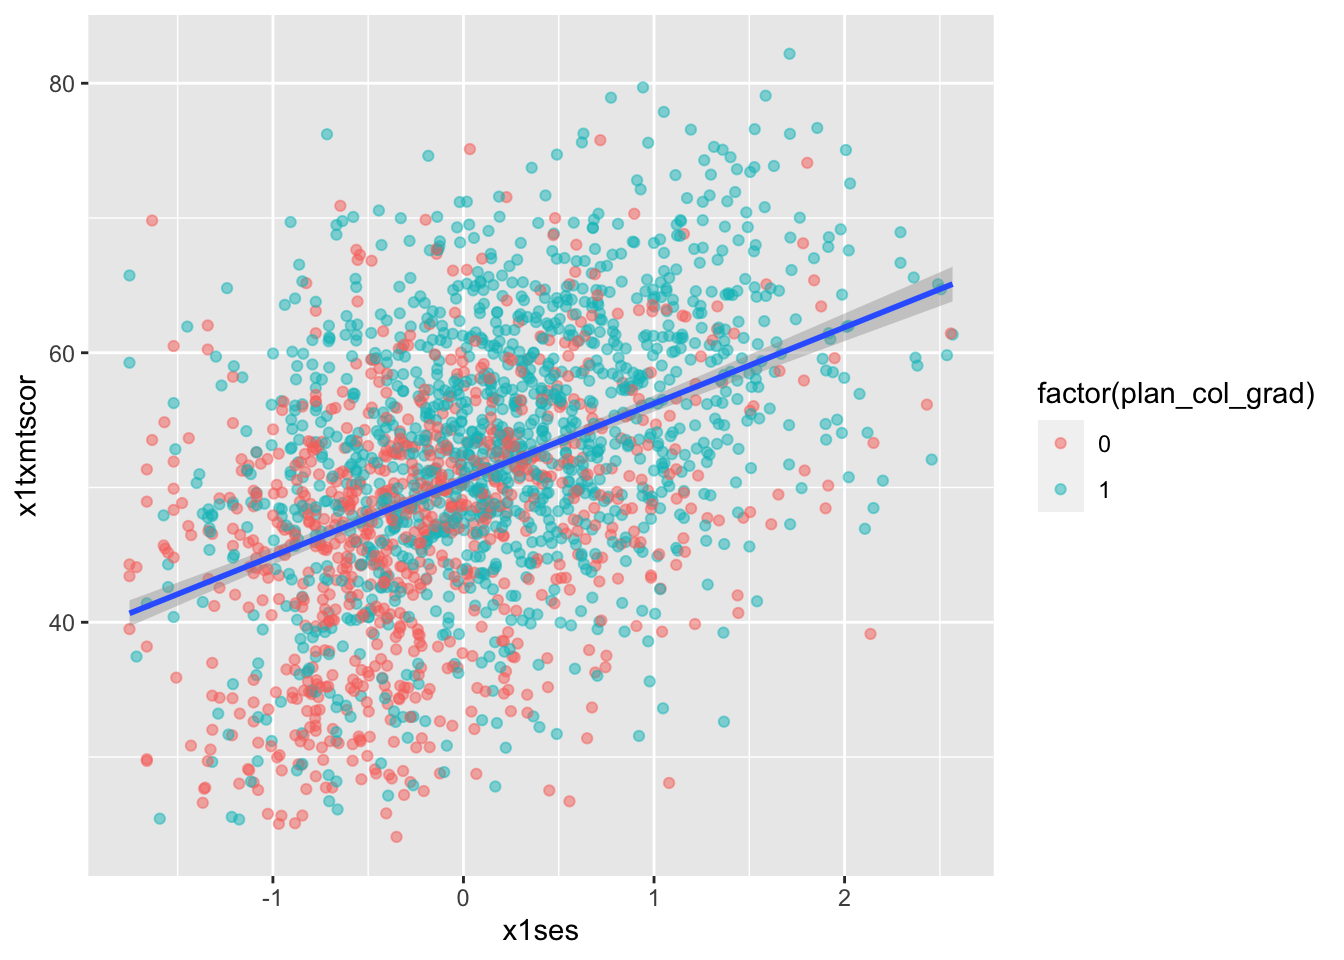 80
60
40
x1txmtscor
-1 0 1 2
x1ses
factor(plan_col_grad)
0
1